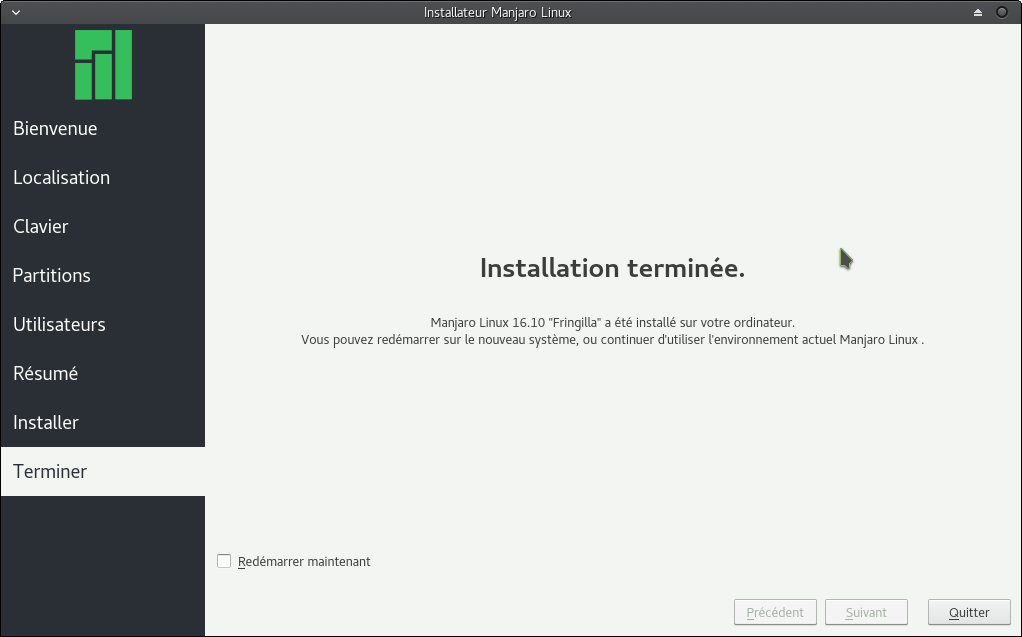 Installateur Manjaro Linux
Bienvenue
Localisation
Clavier
Partitions
Utilisateurs
Résumé
Installer
Terminer
Installation terminée.
Manjaro Linux 16.10 "Fringilla" a été installé sur votre ordinateur.
Vous pouvez redémarrer sur le nouveau système, ou continuer d'utiliser l'environnement actuel Manjaro Linux .
Redémarrer maintenant
Précédent
Suivant
Quitter